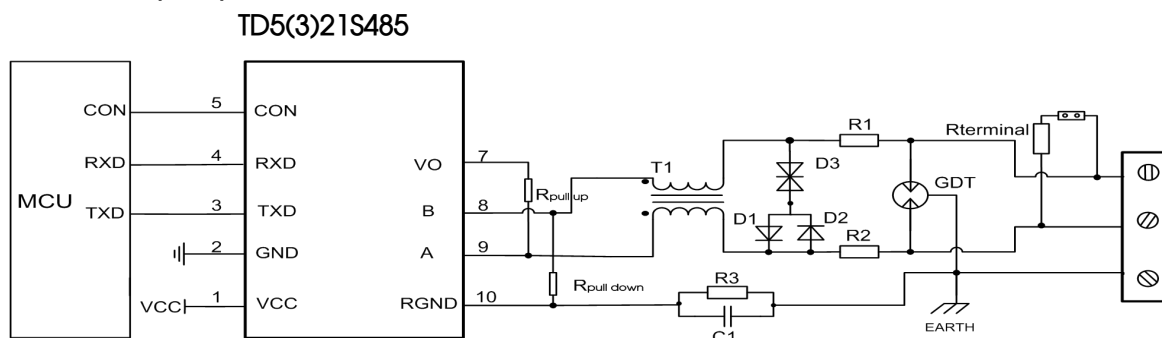 TD5(3)21S485
MCU
CON
RXD
TXD
VCC
5
4
3
2
1
CON
RXD
TXD
GND
VCC
VO
B
A
RGND
7
8
9
10
Rpull up
Rpull down
T1
D3
D1
D2
R1
R2
GDT
Rterminal
R3
C1
EARTH